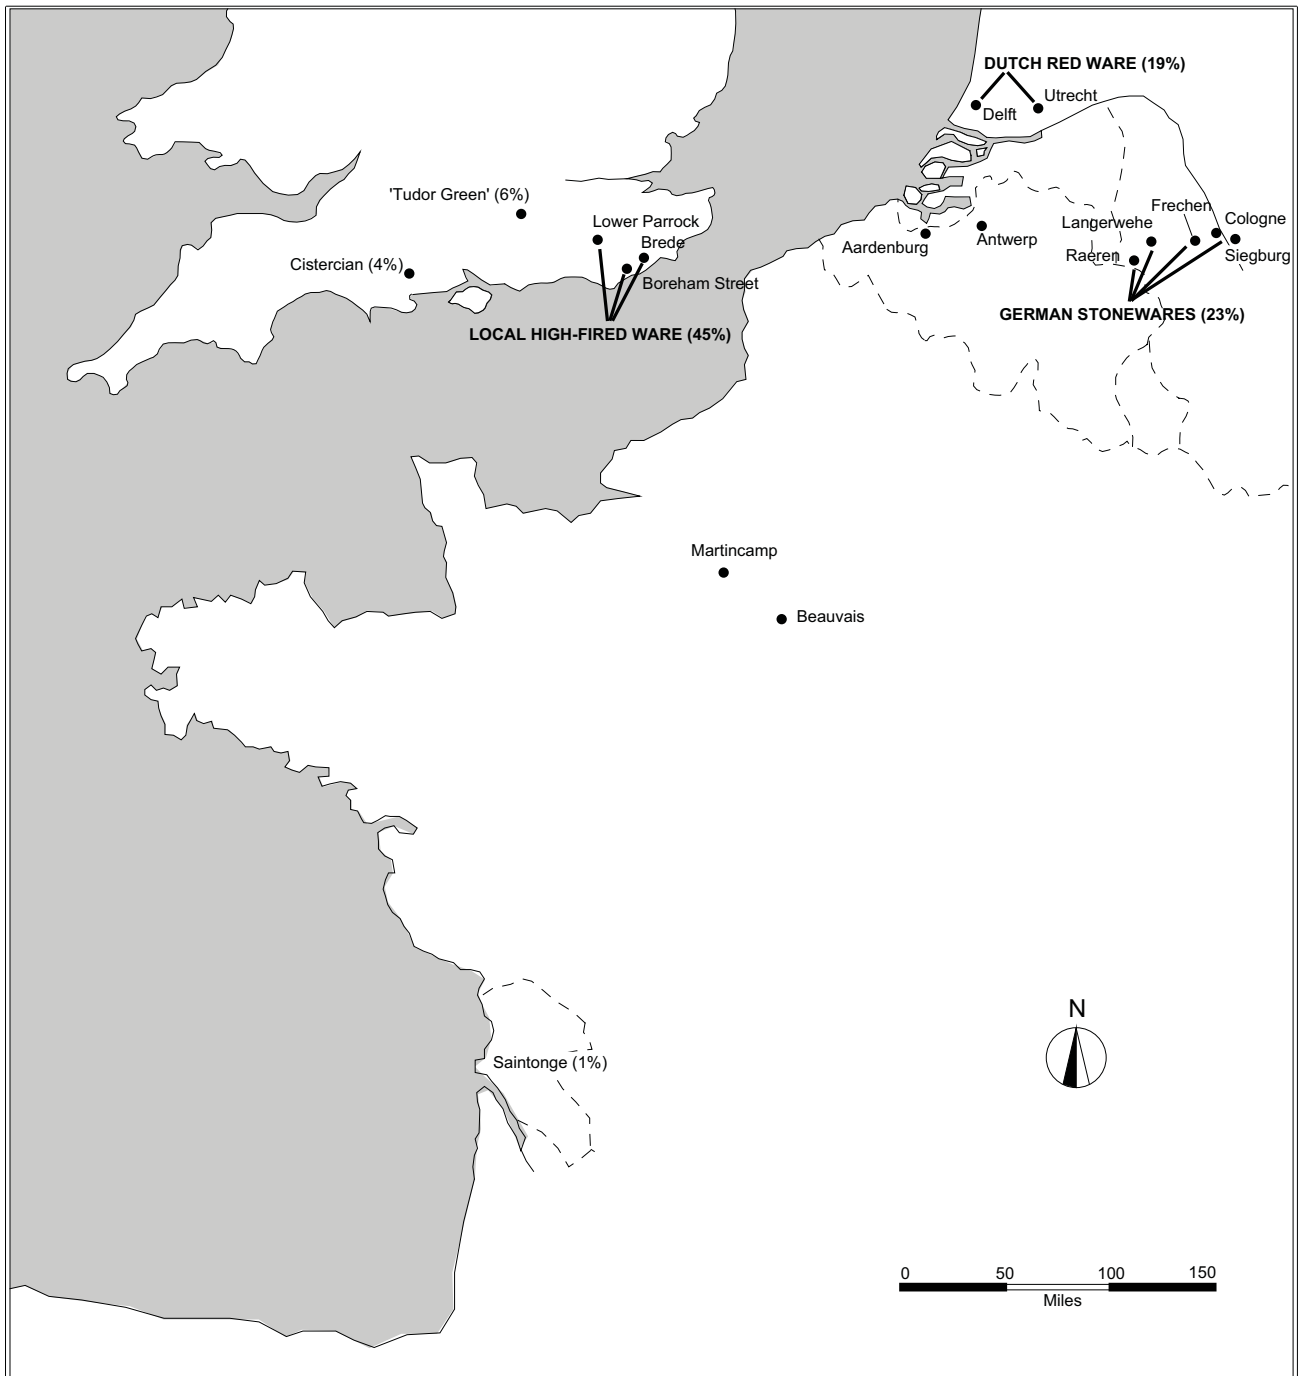 DUTCH RED WARE (19%)
Utrecht
Delft
'Tudor Green' (6%)
Frechen
Lower Parrock
Langerwehe
Cologne
Brede
Aardenburg
Antwerp
Raeren
Siegburg
Cistercian (4%)
Boreham Street
GERMAN STONEWARES (23%)
LOCAL HIGH-FIRED WARE (45%)
Martincamp
Beauvais
N
Saintonge (1%)
0 50 100 150
Miles